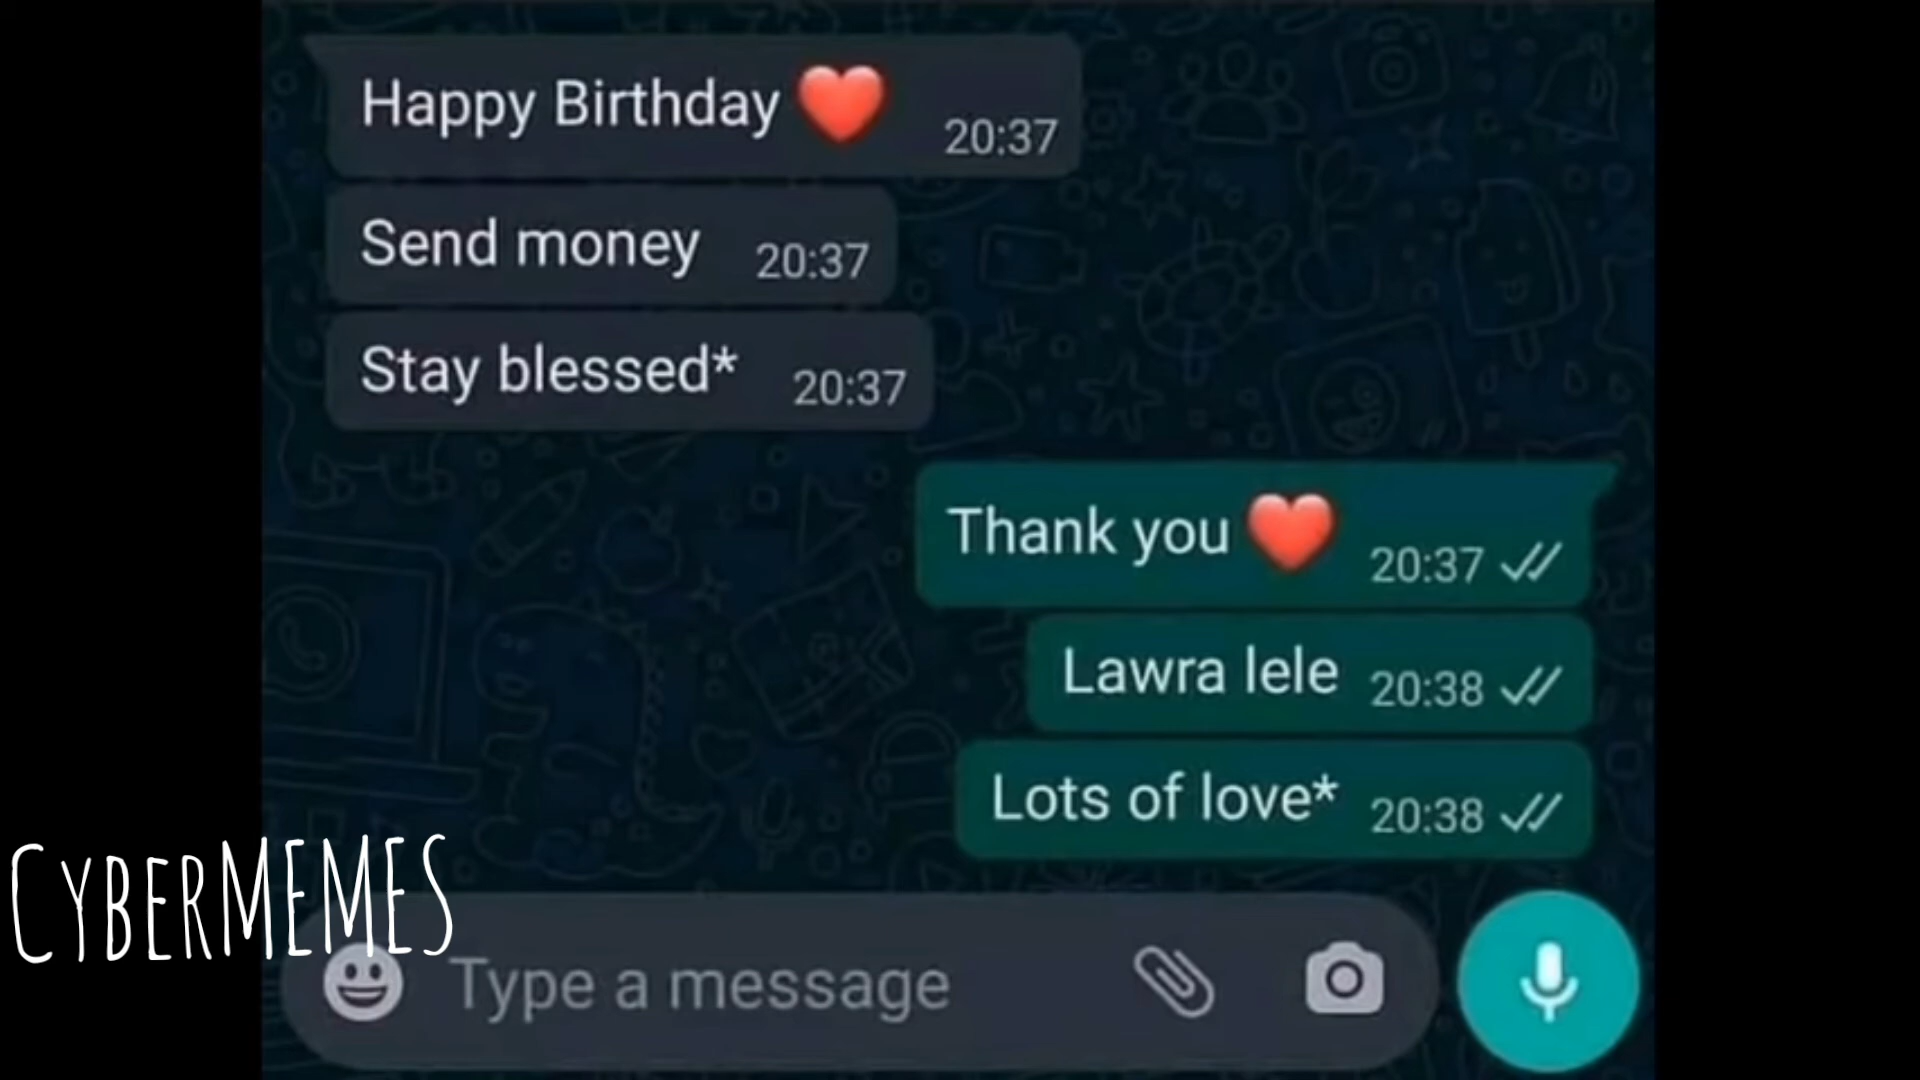 Happy Birthday ❤️ 20:37
Send money 20:37
Stay blessed* 20:37
Thank you ❤️ 20:37
Lawra lele 20:38
Lots of love* 20:38
CYBERMEMES
Type a message